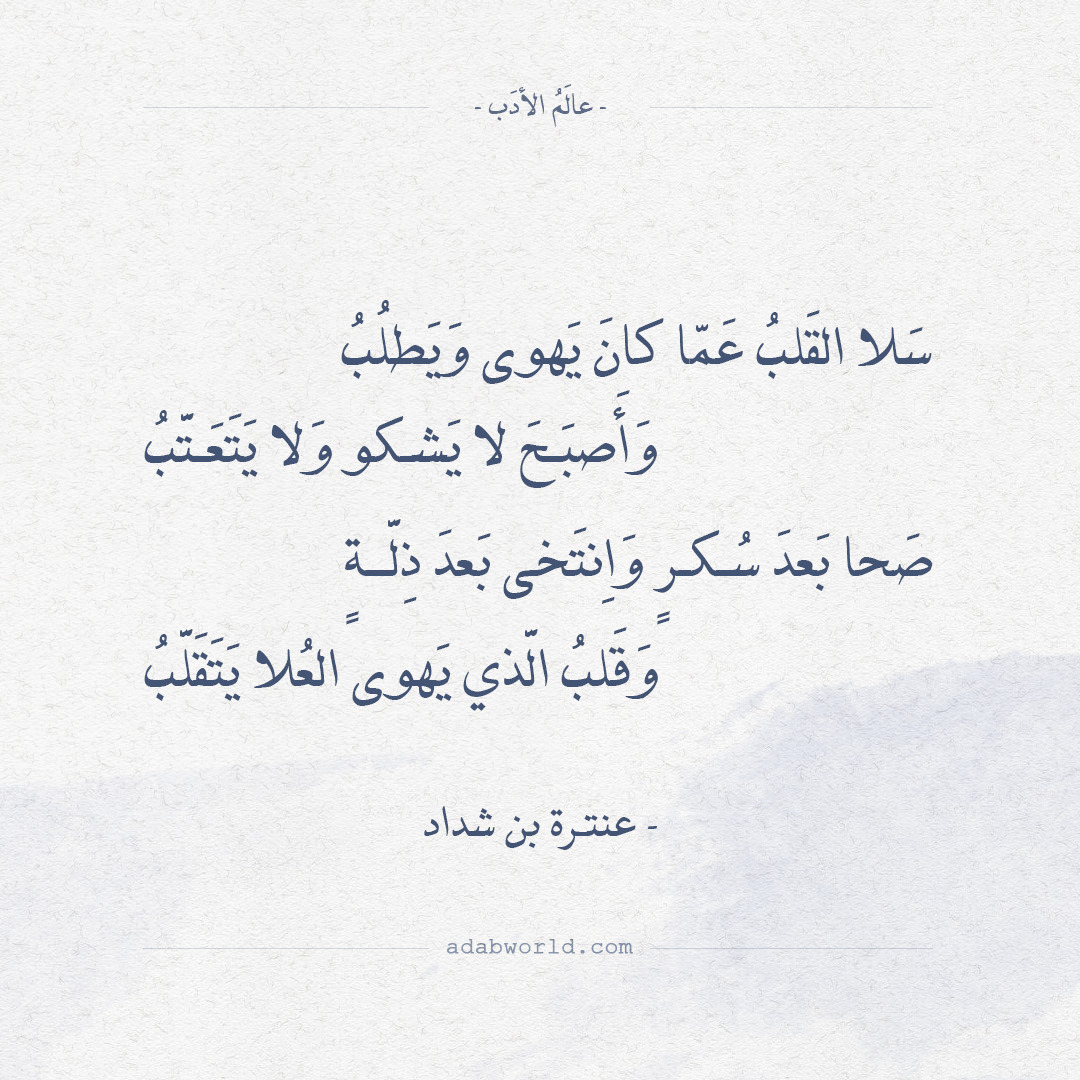 - عالَمُ الأدَب -
سَلا القَلبُ عَمّا كانَ يَهوى وَيَطلُبُ
وَأَصبَحَ لا يَشكو وَلا يَتَعَتَّبُ
صَحا بَعدَ سُكرٍ وَاِنتَخى بَعدَ ذِلَّةٍ
وَقَلبُ الَّذي يَهوى العُلا يَتَقَلَّبُ
- عنترة بن شداد
adabworld.com